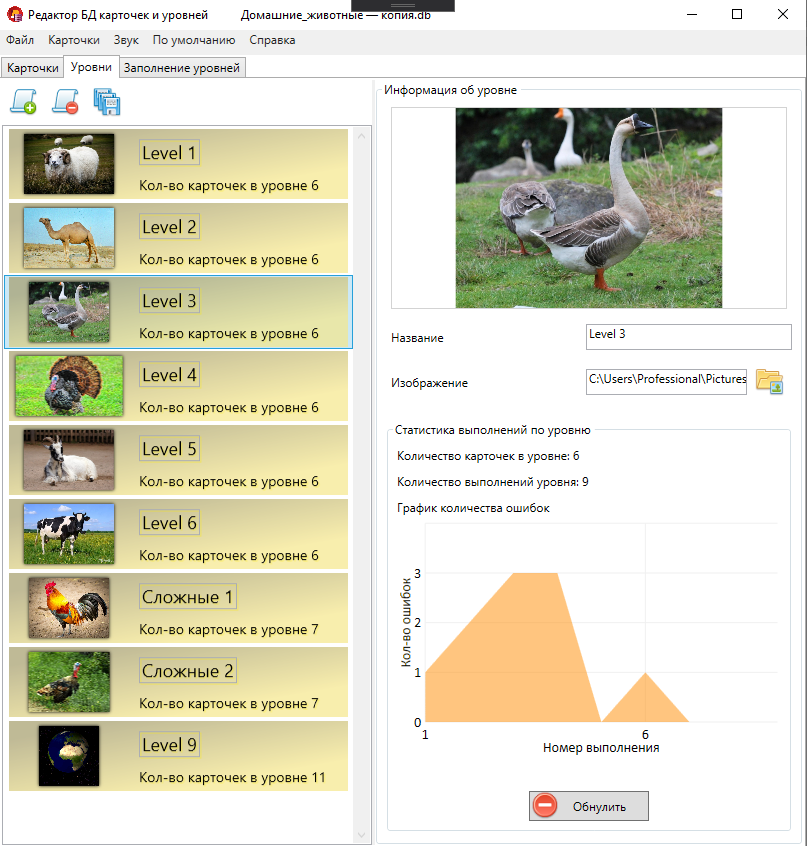 Редактор БД карточек и уровней Домашние_животные — копия.db
Файл Карточки Звук По умолчанию Справка
Карточки Уровни Заполнение уровней
Level 1
Кол-во карточек в уровне 6
Level 2
Кол-во карточек в уровне 6
Level 3
Кол-во карточек в уровне 6
Level 4
Кол-во карточек в уровне 6
Level 5
Кол-во карточек в уровне 6
Level 6
Кол-во карточек в уровне 6
Сложные 1
Кол-во карточек в уровне 7
Сложные 2
Кол-во карточек в уровне 7
Level 9
Кол-во карточек в уровне 11
Информация об уровне
Название Level 3
Изображение C:\Users\Professional\Pictures
Статистика выполнений по уровню
Количество карточек в уровне: 6
Количество выполнений уровня: 9
График количества ошибок
Кол-во ошибок
3
2
1
0
1 6
Номер выполнения
Обнулить